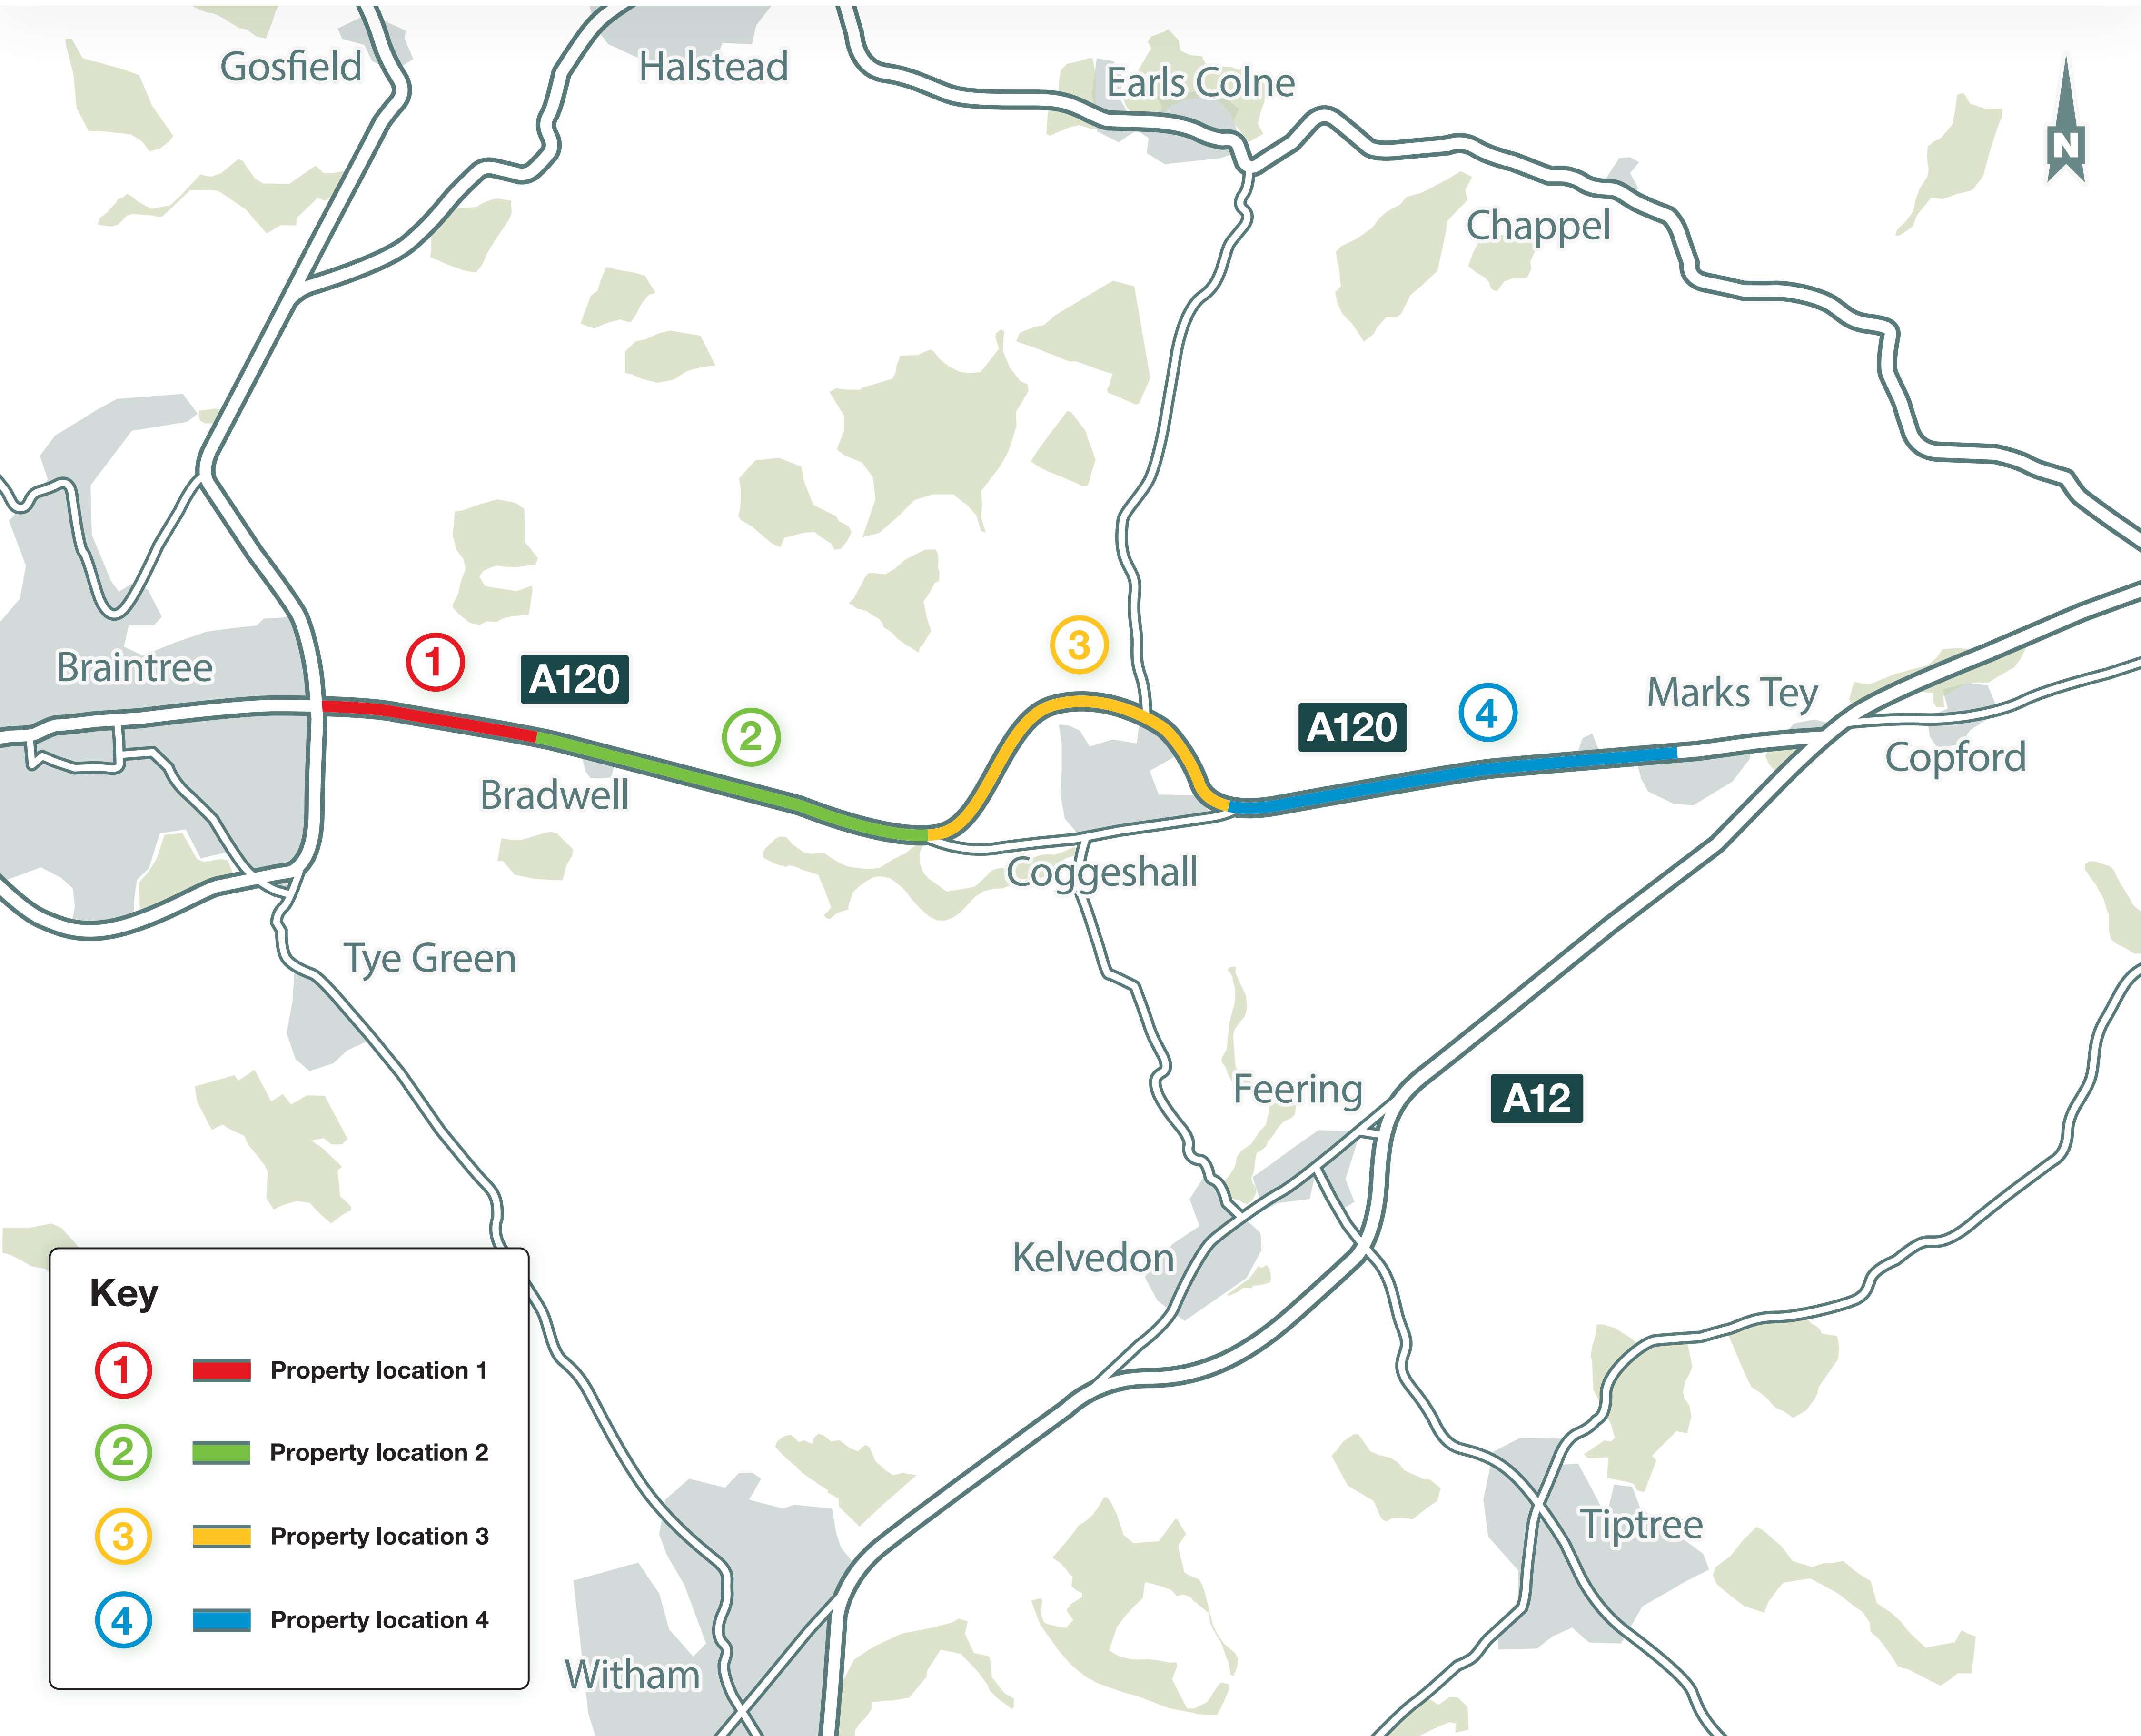 Gosfield
Halstead
Earls Colne
N
Chappel
Braintree
1
A120
3
2
A120
4
Marks Tey
Copford
Bradwell
Coggeshall
Tye Green
Feering
A12
Kelvedon
Key
1 Property location 1
2 Property location 2
3 Property location 3
4 Property location 4
Tiptree
Witham